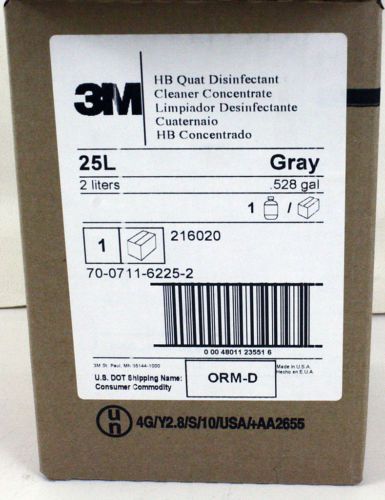 3M
HB Quat Disinfectant
Cleaner Concentrate
Limpiador Desinfectante
Cuaternaio
HB Concentrado
25L Gray
2 liters .528 gal
1 /
1 216020
70-0711-6225-2
0 00 48011 23551 6
3M St. Paul, Mn 55144-1000
Made in U.S.A.
Hecho en E.U.A.
U.S. DOT Shipping Name:
Consumer Commodity
ORM-D
un 4G/Y2.8/S/10/USA/+AA2655